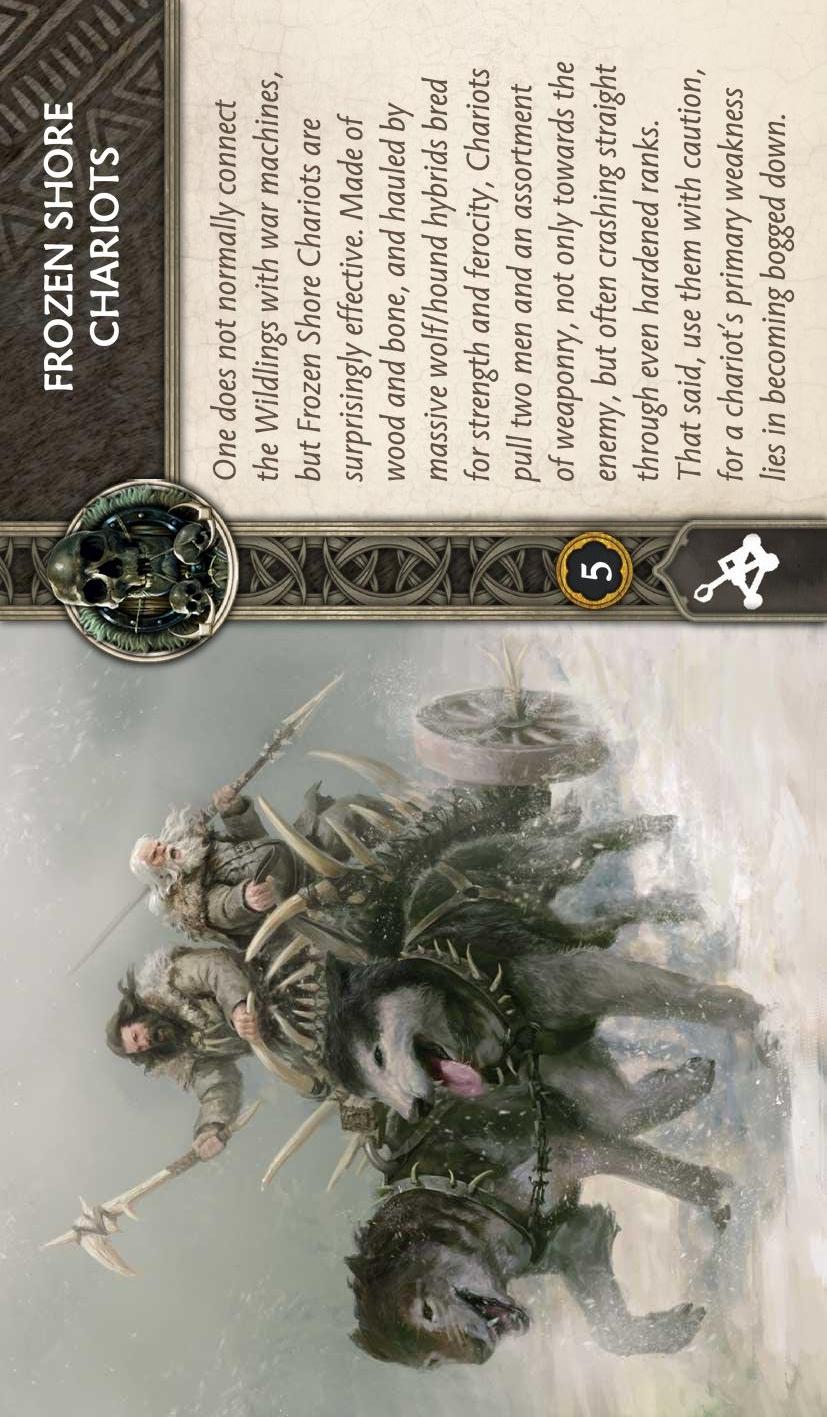 FROZEN SHORE
CHARIOTS
One does not normally connect
the Wildlings with war machines,
but Frozen Shore Chariots are
surprisingly effective. Made of
wood and bone, and hauled by
massive wolf/hound hybrids bred
for strength and ferocity, Chariots
pull two men and an assortment
of weaponry, not only towards the
enemy, but often crashing straight
through even hardened ranks.
That said, use them with caution,
for a chariot's primary weakness
lies in becoming bogged down.
5